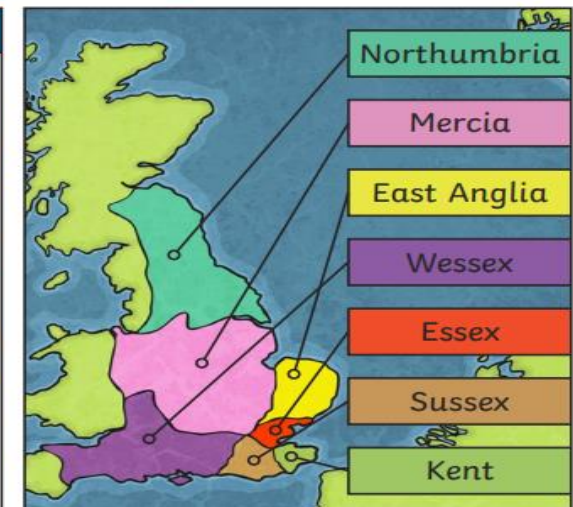 Northumbria
Mercia
East Anglia
Wessex
Essex
Sussex
Kent